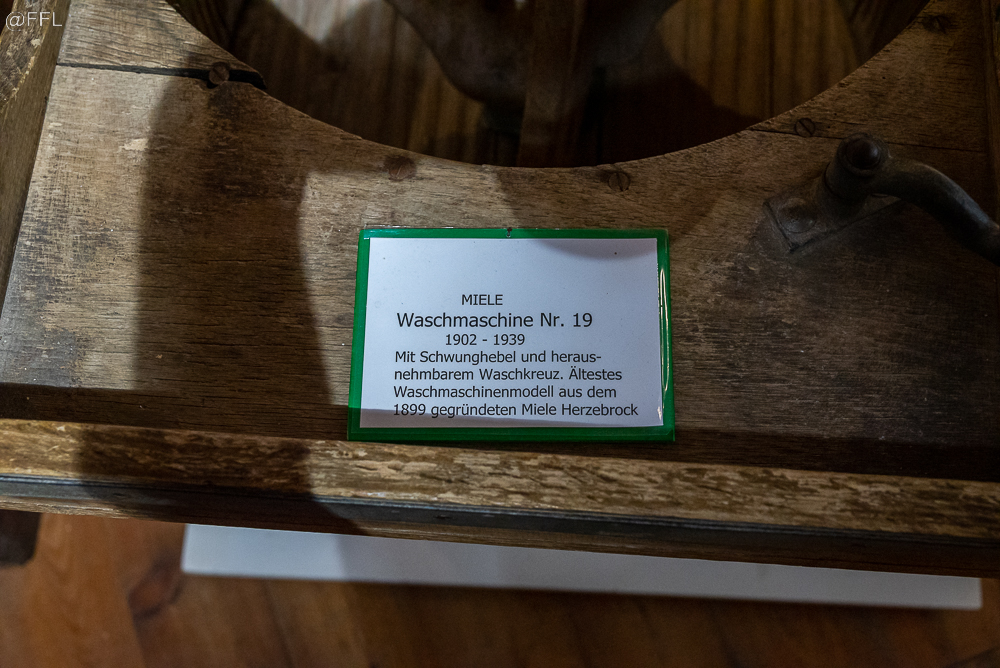 @FFL
MIELE
Waschmaschine Nr. 19
1902 - 1939
Mit Schwunghebel und heraus-
nehmbarem Waschkreuz. Ältestes
Waschmaschinenmodell aus dem
1899 gegründeten Miele Herzebrock